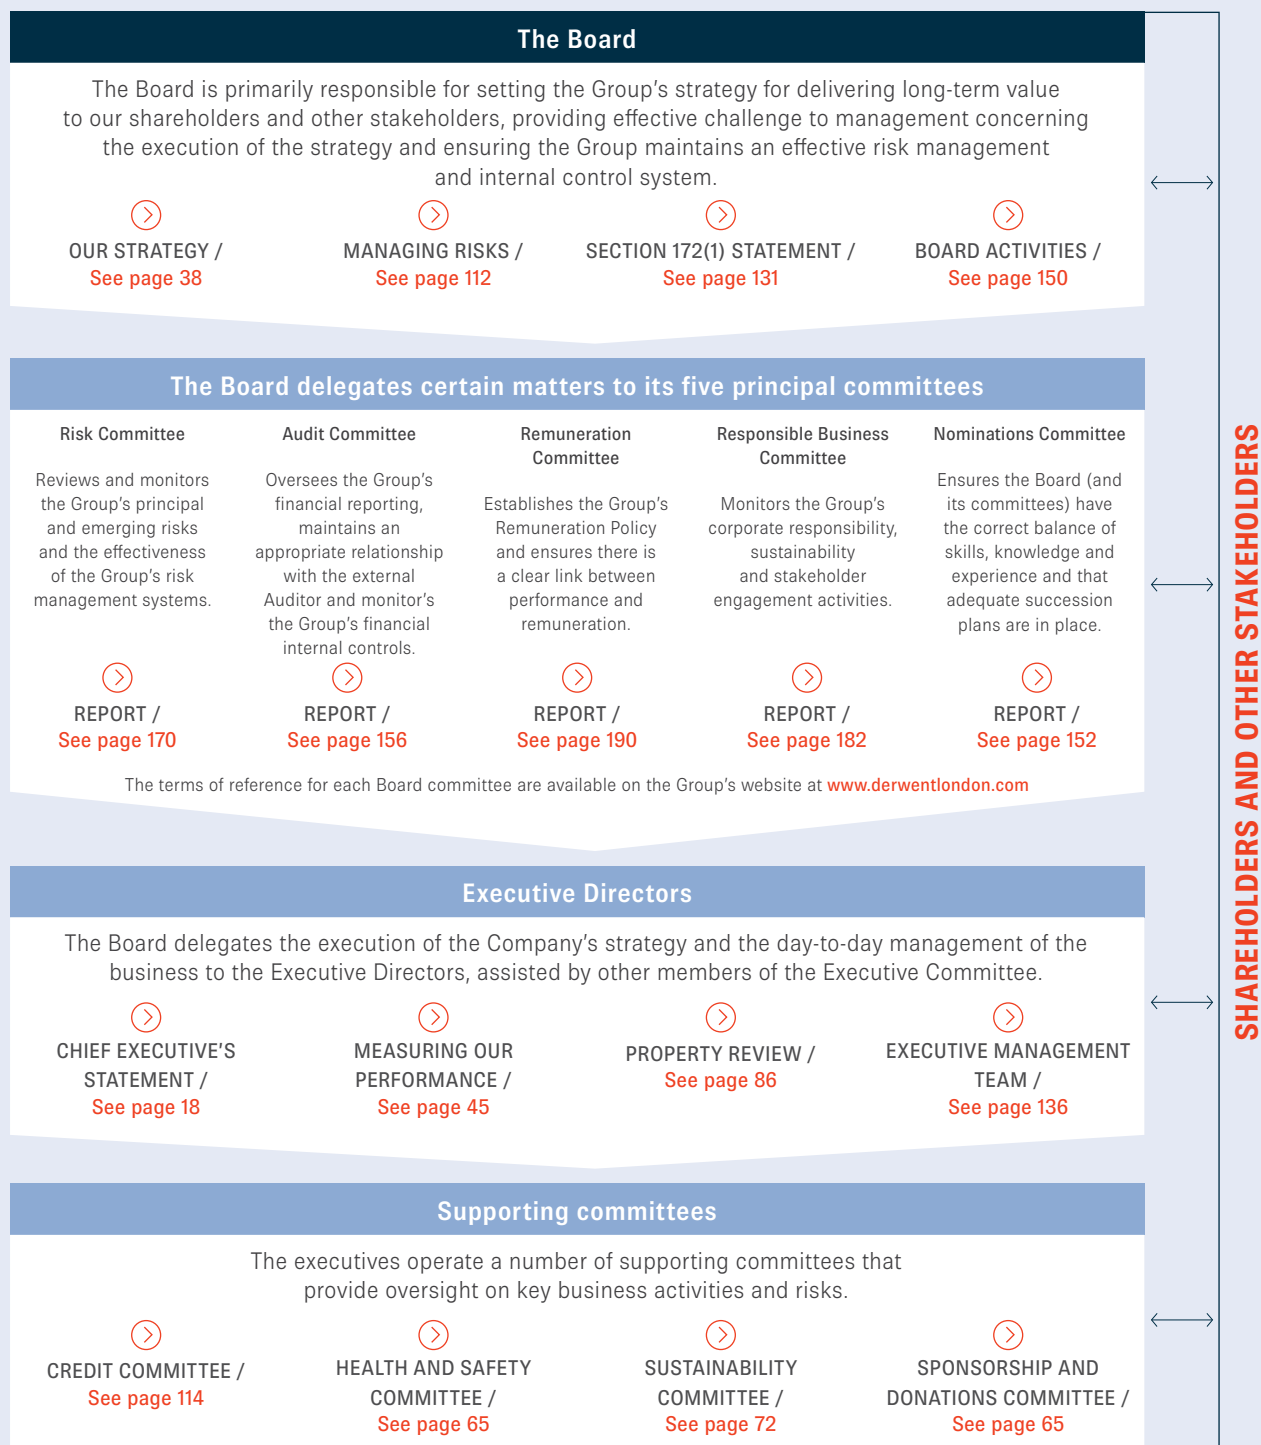 The Board
The Board is primarily responsible for setting the Group's strategy for delivering long-term value
to our shareholders and other stakeholders, providing effective challenge to management concerning
the execution of the strategy and ensuring the Group maintains an effective risk management
and internal control system.
OUR STRATEGY /
See page 38
MANAGING RISKS /
See page 112
SECTION 172(1) STATEMENT /
See page 131
BOARD ACTIVITIES /
See page 150
The Board delegates certain matters to its five principal committees
Risk Committee
Reviews and monitors
the Group's principal
and emerging risks
and the effectiveness
of the Group's risk
management systems.
REPORT /
See page 170
Audit Committee
Oversees the Group's
financial reporting,
maintains an
appropriate relationship
with the external
Auditor and monitor's
the Group's financial
internal controls.
REPORT /
See page 156
Remuneration
Committee
Establishes the Group's
Remuneration Policy
and ensures there is
a clear link between
performance and
remuneration.
REPORT /
See page 190
Responsible Business
Committee
Monitors the Group's
corporate responsibility,
sustainability
and stakeholder
engagement activities.
REPORT /
See page 182
Nominations Committee
Ensures the Board (and
its committees) have
the correct balance of
skills, knowledge and
experience and that
adequate succession
plans are in place.
REPORT /
See page 152
The terms of reference for each Board committee are available on the Group's website at www.derwentlondon.com
Executive Directors
The Board delegates the execution of the Company's strategy and the day-to-day management of the
business to the Executive Directors, assisted by other members of the Executive Committee.
CHIEF EXECUTIVE'S
STATEMENT /
See page 18
MEASURING OUR
PERFORMANCE /
See page 45
PROPERTY REVIEW /
See page 86
EXECUTIVE MANAGEMENT
TEAM /
See page 136
Supporting committees
The executives operate a number of supporting committees that
provide oversight on key business activities and risks.
CREDIT COMMITTEE /
See page 114
HEALTH AND SAFETY
COMMITTEE /
See page 65
SUSTAINABILITY
COMMITTEE /
See page 72
SPONSORSHIP AND
DONATIONS COMMITTEE /
See page 65
SHAREHOLDERS AND OTHER STAKEHOLDERS